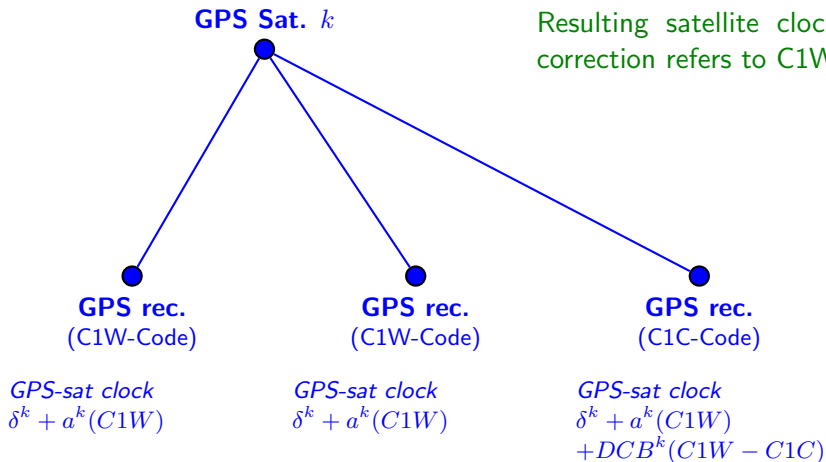 GPS Sat. k
Resulting satellite cloc
correction refers to C1W
GPS rec.
(C1W-Code)
GPS rec.
(C1W-Code)
GPS rec.
(C1C-Code)
GPS-sat clock
δ^k + a^k(C1W)
GPS-sat clock
δ^k + a^k(C1W)
GPS-sat clock
δ^k + a^k(C1W)
+DCB^k(C1W − C1C)